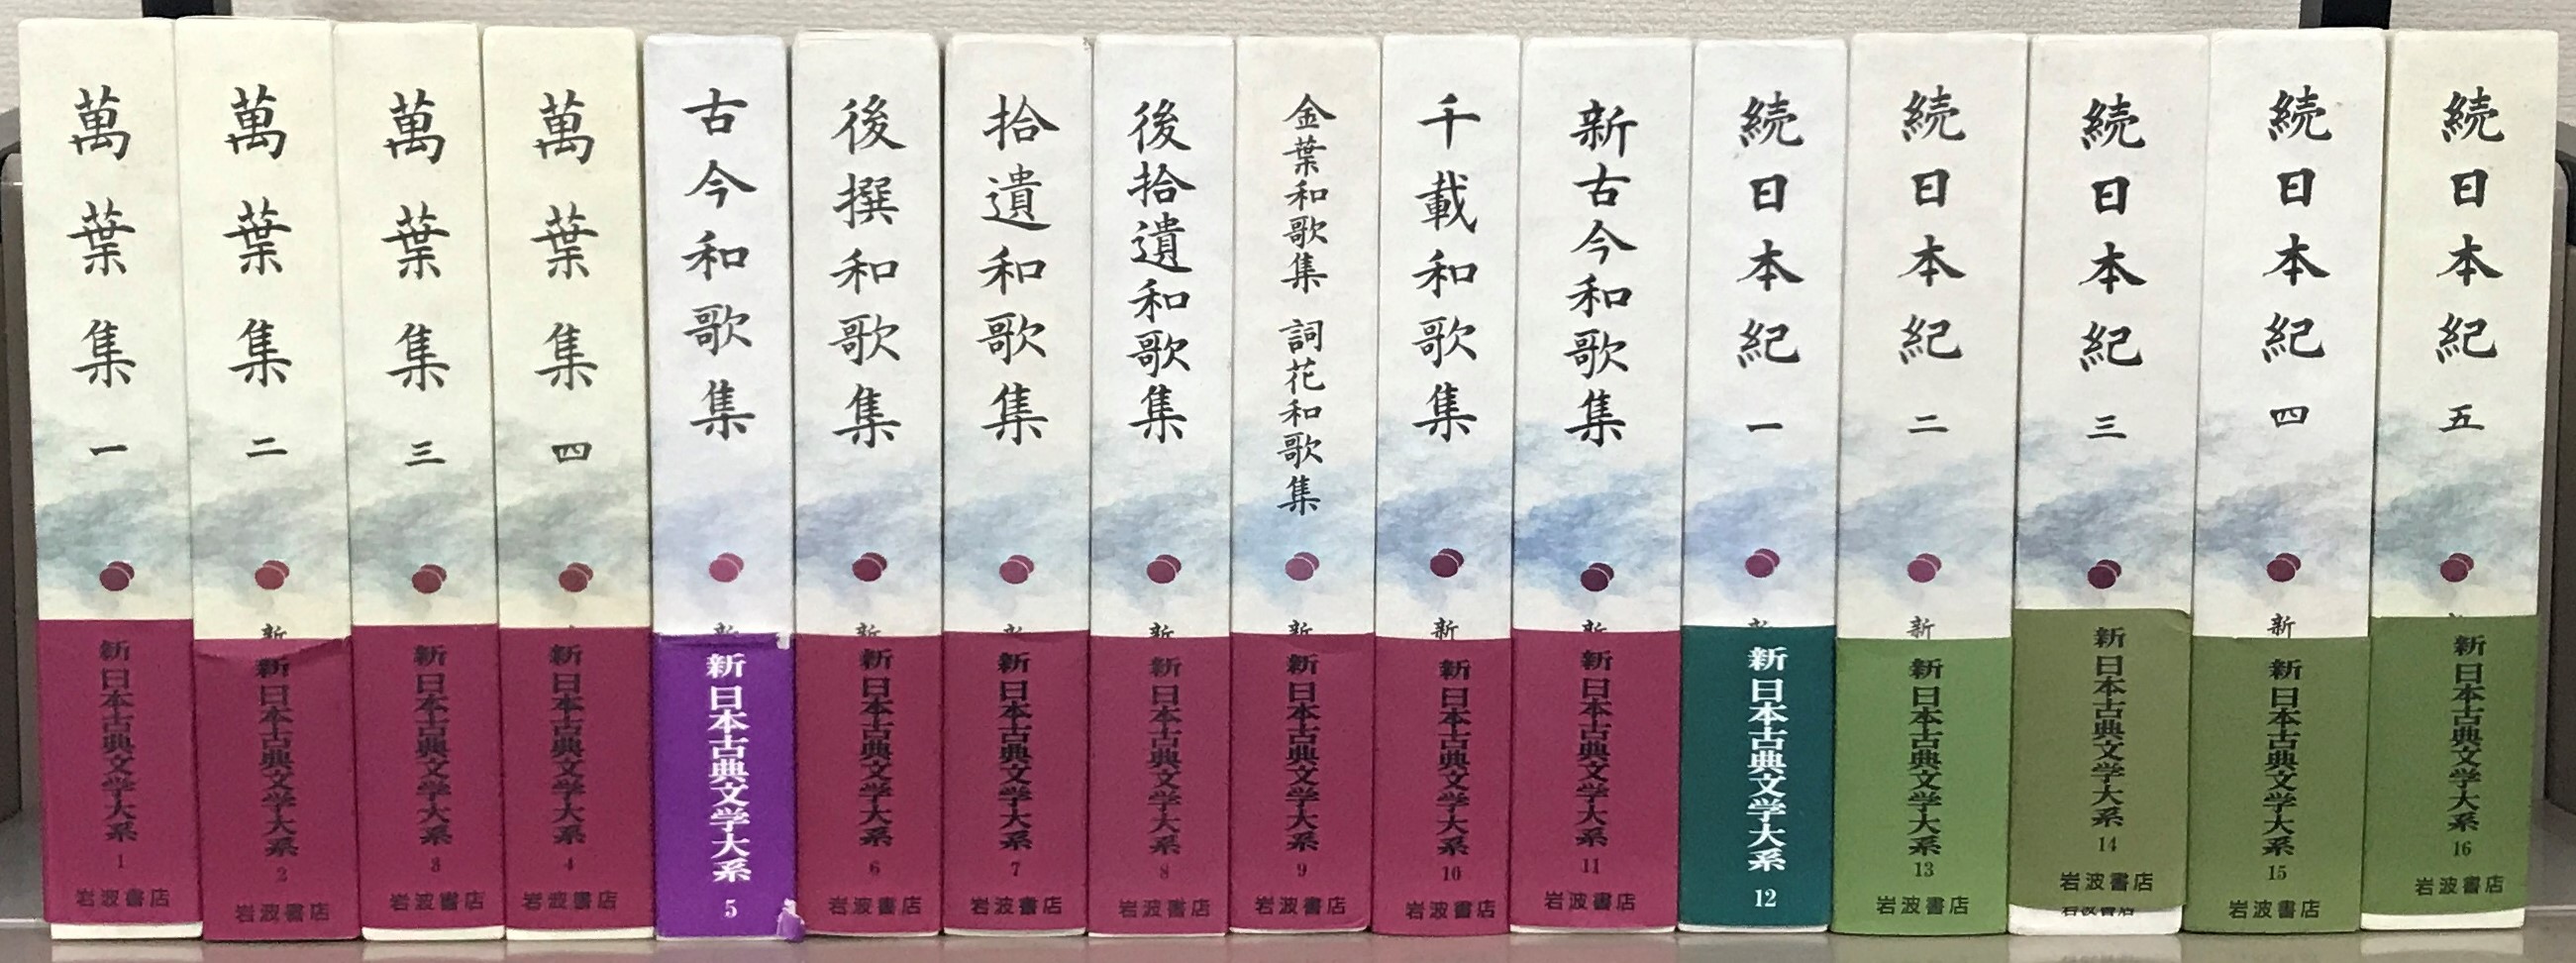 萬葉集 一
新日本古典文学大系 1
岩波書店
萬葉集 二
新
新日本古典文学大系 2
岩波書店
萬葉集 三
新日本古典文学大系 3
岩波書店
萬葉集 四
新日本古典文学大系 4
岩波書店
古今和歌集
新
新日本古典文学大系 5
後撰和歌集
新
新日本古典文学大系 6
岩波書店
拾遺和歌集
新
新日本古典文学大系 7
岩波書店
後拾遺和歌集
新
新日本古典文学大系 8
岩波書店
金葉和歌集 詞花和歌集
新
新日本古典文学大系 9
岩波書店
千載和歌集
新
新日本古典文学大系 10
岩波書店
新古今和歌集
新
新日本古典文学大系 11
岩波書店
続日本紀 一
新
新日本古典文学大系 12
続日本紀 二
新
新日本古典文学大系 13
岩波書店
続日本紀 三
新日本古典文学大系 14
岩波書店
岩波書店
続日本紀 四
新
新日本古典文学大系 15
岩波書店
続日本紀 五
新日本古典文学大系 16
岩波書店